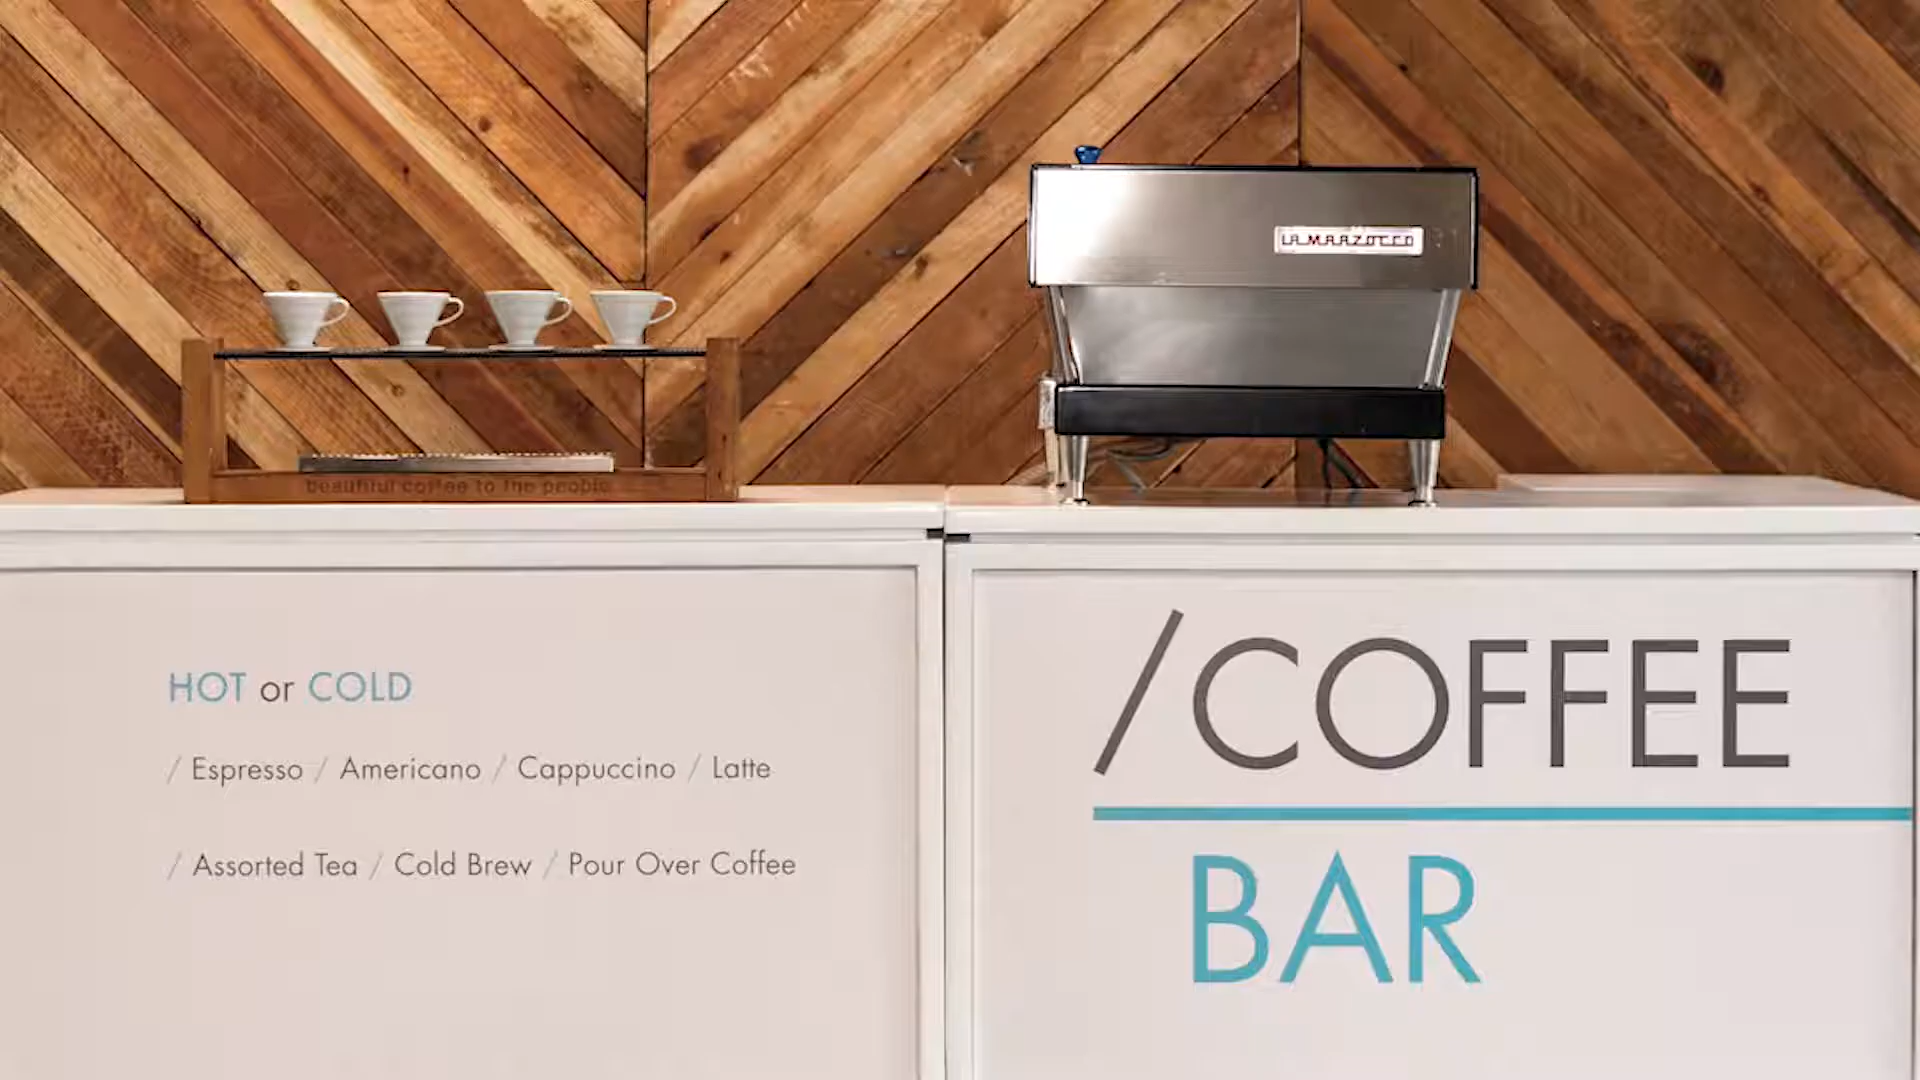 LA MARZOCCO
beautiful coffee to the people
HOT or COLD
/ Espresso / Americano / Cappuccino / Latte
/ Assorted Tea / Cold Brew / Pour Over Coffee
/COFFEE
BAR